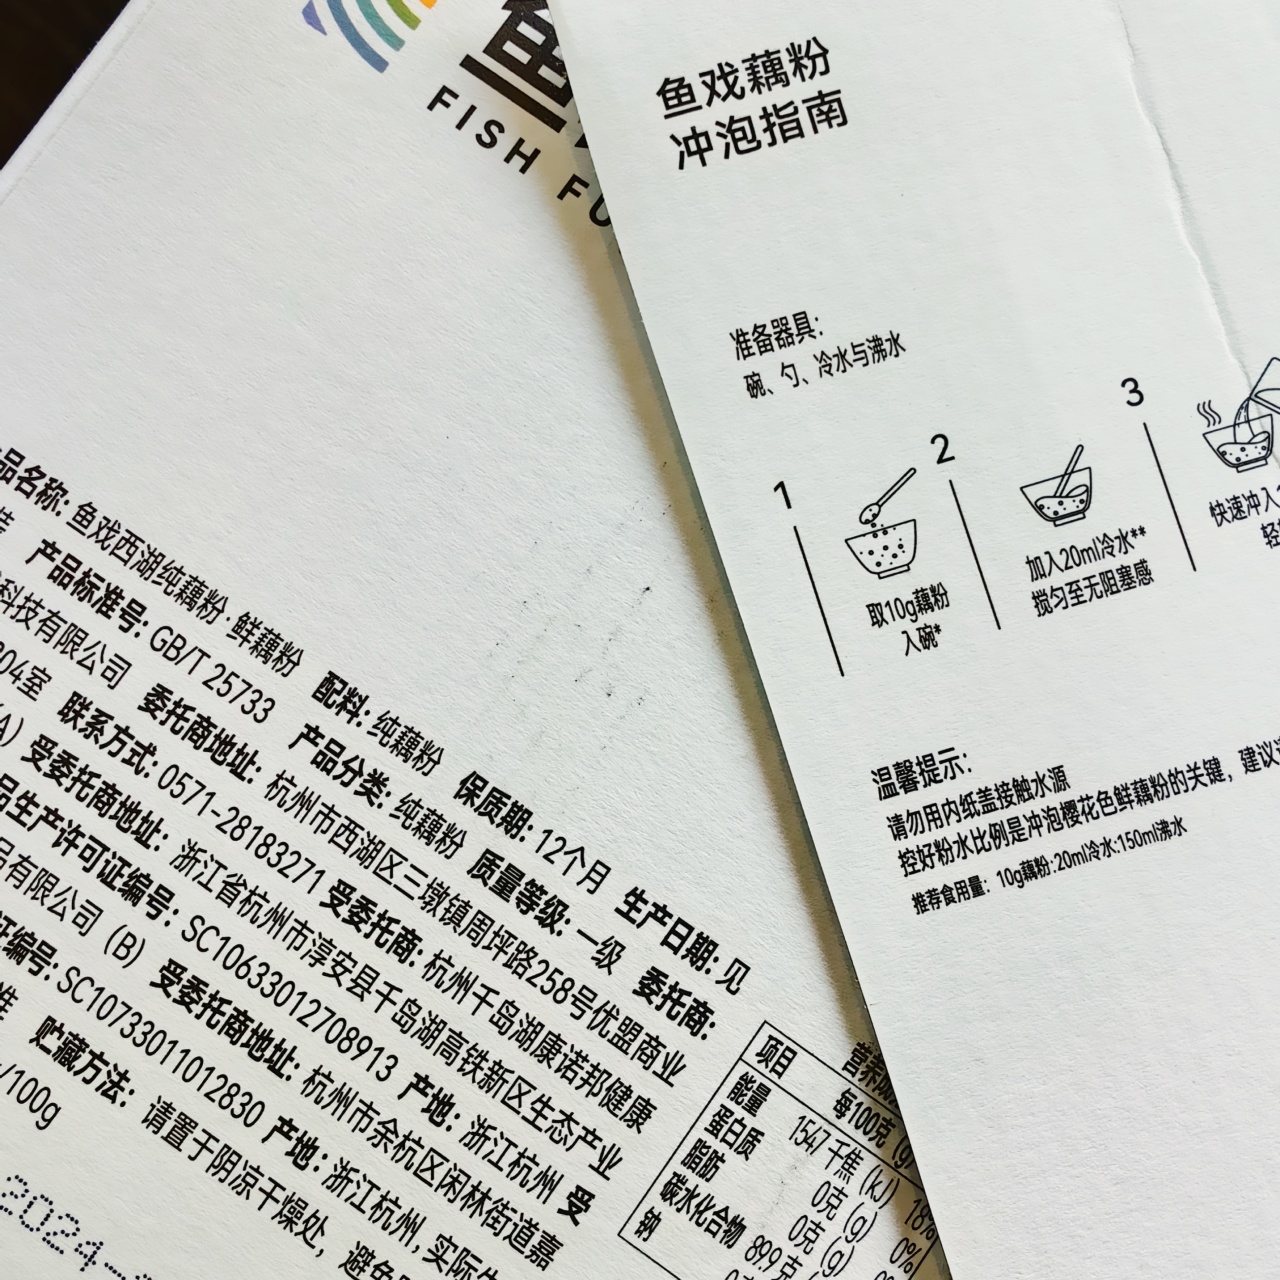 FISH FU
品名称: 鱼戏西湖纯藕粉·鲜藕粉 配料: 纯藕粉 保质期: 12个月 生产日期: 见
产品标准号: GB/T 25733 产品分类: 纯藕粉 质量等级: 一级 委托商:
科技有限公司 委托商地址: 杭州市西湖区三墩镇周坪路258号优盟商业
04室 联系方式: 0571-28183271 受委托商: 杭州千岛湖康诺邦健康
(A) 受委托商地址: 浙江省杭州市淳安县千岛湖高铁新区生态产业
品生产许可证编号: SC10633012708913 产地: 浙江杭州 受
品有限公司 (B) 受委托商地址: 杭州市余杭区闲林街道嘉
证编号: SC10733011012830 产地: 浙江杭州, 实际生
准 贮藏方法: 请置于阴凉干燥处, 避免
/100g
2024
营养
项目 每100克 (g)
能量 1547千焦 (kJ) 18%
蛋白质 0克 (g) 0%
脂肪 0克 (g)
碳水化合物 89.9克
钠
鱼戏藕粉
冲泡指南
准备器具:
碗、勺、冷水与沸水
1
取10g藕粉
入碗*
2
加入20ml冷水**
搅匀至无阻塞感
3
快速冲入
轻
温馨提示:
请勿用内纸盖接触水源
控好粉水比例是冲泡樱花色鲜藕粉的关键, 建议
推荐食用量: 10g藕粉:20ml冷水:150ml沸水